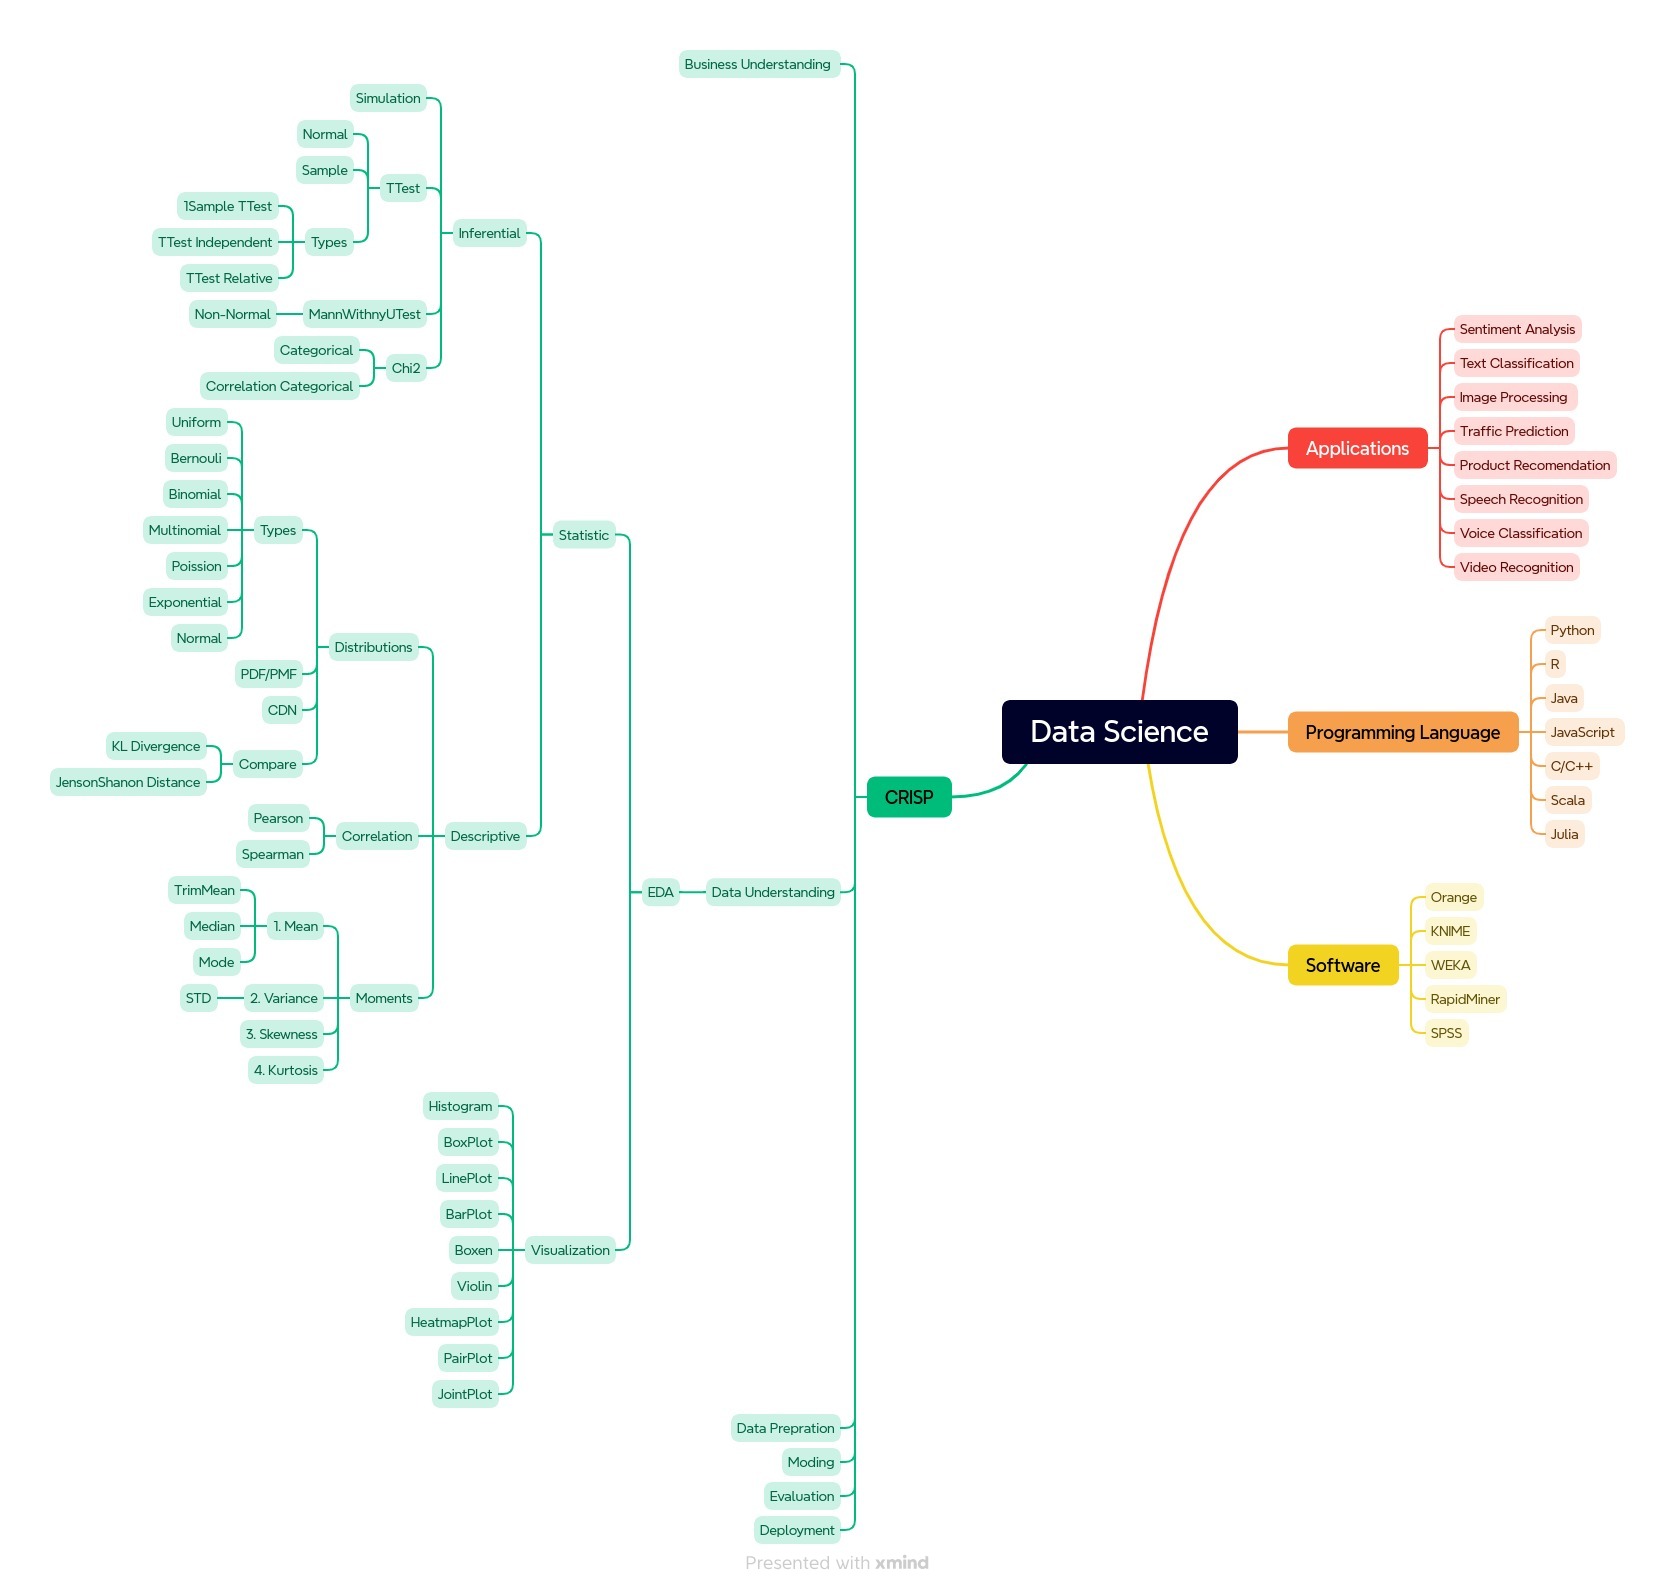 Data Science
Applications
Sentiment Analysis
Text Classification
Image Processing
Traffic Prediction
Product Recomendation
Speech Recognition
Voice Classification
Video Recognition
Programming Language
Python
R
Java
JavaScript
C/C++
Scala
Julia
Software
Orange
KNIME
WEKA
RapidMiner
SPSS
CRISP
Business Understanding
Data Understanding
EDA
Statistic
Inferential
Simulation
TTest
Normal
Sample
Types
1Sample TTest
TTest Independent
TTest Relative
MannWithnyUTest
Non-Normal
Chi2
Categorical
Correlation Categorical
Descriptive
Distributions
Types
Uniform
Bernouli
Binomial
Multinomial
Poission
Exponential
Normal
PDF/PMF
CDN
Compare
KL Divergence
JensonShanon Distance
Correlation
Pearson
Spearman
Moments
1. Mean
TrimMean
Median
Mode
2. Variance
STD
3. Skewness
4. Kurtosis
Visualization
Histogram
BoxPlot
LinePlot
BarPlot
Boxen
Violin
HeatmapPlot
PairPlot
JointPlot
Data Prepration
Moding
Evaluation
Deployment
Presented with xmind